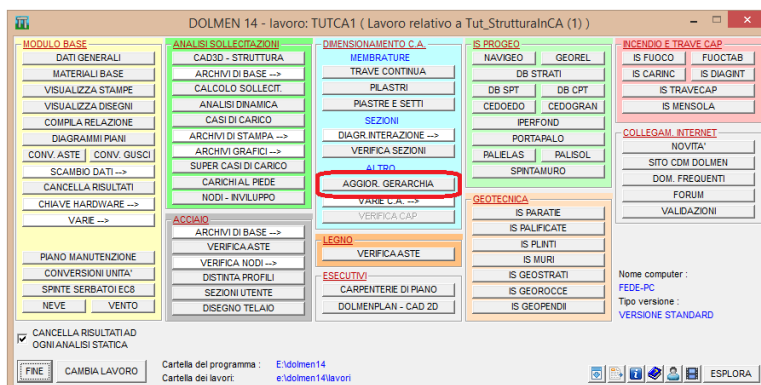 DOLMEN 14 - lavoro: TUTCA1 ( Lavoro relativo a Tut_StrutturaInCA (1) )
MODULO BASE
DATI GENERALI
MATERIALI BASE
VISUALIZZA STAMPE
VISUALIZZA DISEGNI
COMPILA RELAZIONE
DIAGRAMMI PIANI
CONV. ASTE CONV. GUSCI
SCAMBIO DATI -->
CANCELLA RISULTATI
CHIAVE HARDWARE -->
VARIE -->
PIANO MANUTENZIONE
CONVERSIONI UNITA'
SPINTE SERBATOI EC8
NEVE VENTO
ANALISI SOLLECITAZIONI
CAD3D - STRUTTURA
ARCHIVI DI BASE -->
CALCOLO SOLLECIT.
ANALISI DINAMICA
CASI DI CARICO
ARCHIVI DI STAMPA -->
ARCHIVI GRAFICI -->
SUPER CASI DI CARICO
CARICHI AL PIEDE
NODI - INVILUPPO
ACCIAIO
ARCHIVI DI BASE -->
VERIFICA ASTE
VERIFICA NODI -->
DISTINTA PROFILI
SEZIONI UTENTE
DISEGNO TELAIO
DIMENSIONAMENTO C.A.
MEMBRATURE
TRAVE CONTINUA
PILASTRI
PIASTRE E SETTI
SEZIONI
DIAGR.INTERAZIONE -->
VERIFICA SEZIONI
ALTRO
AGGIOR. GERARCHIA
VARIE C.A. -->
VERIFICA CAP
LEGNO
VERIFICA ASTE
ESECUTIVI
CARPENTERIE DI PIANO
DOLMENPLAN - CAD 2D
IS PROGEO
NAVIGEO GEOREL
DB STRATI
DB SPT DB CPT
CEDOEDO CEDOGRAN
IPERFOND
PORTAPALO
PALIELAS PALISOL
SPINTAMURO
GEOTECNICA
IS PARATIE
IS PALIFICATE
IS PLINTI
IS MURI
IS GEOSTRATI
IS GEOROCCE
IS GEOPENDII
INCENDIO E TRAVE CAP
IS FUOCO FUOCTAB
IS CARINC IS DIAGINT
IS TRAVECAP
IS MENSOLA
COLLEGAM. INTERNET
NOVITA'
SITO CDM DOLMEN
DOM. FREQUENTI
FORUM
VALIDAZIONI
Nome computer :
FEDE-PC
Tipo versione :
VERSIONE STANDARD
CANCELLA RISULTATI AD
OGNI ANALISI STATICA
FINE CAMBIA LAVORO
Cartella del programma : E:\dolmen14
Cartella dei lavori: e:\dolmen14\lavori
ESPLORA